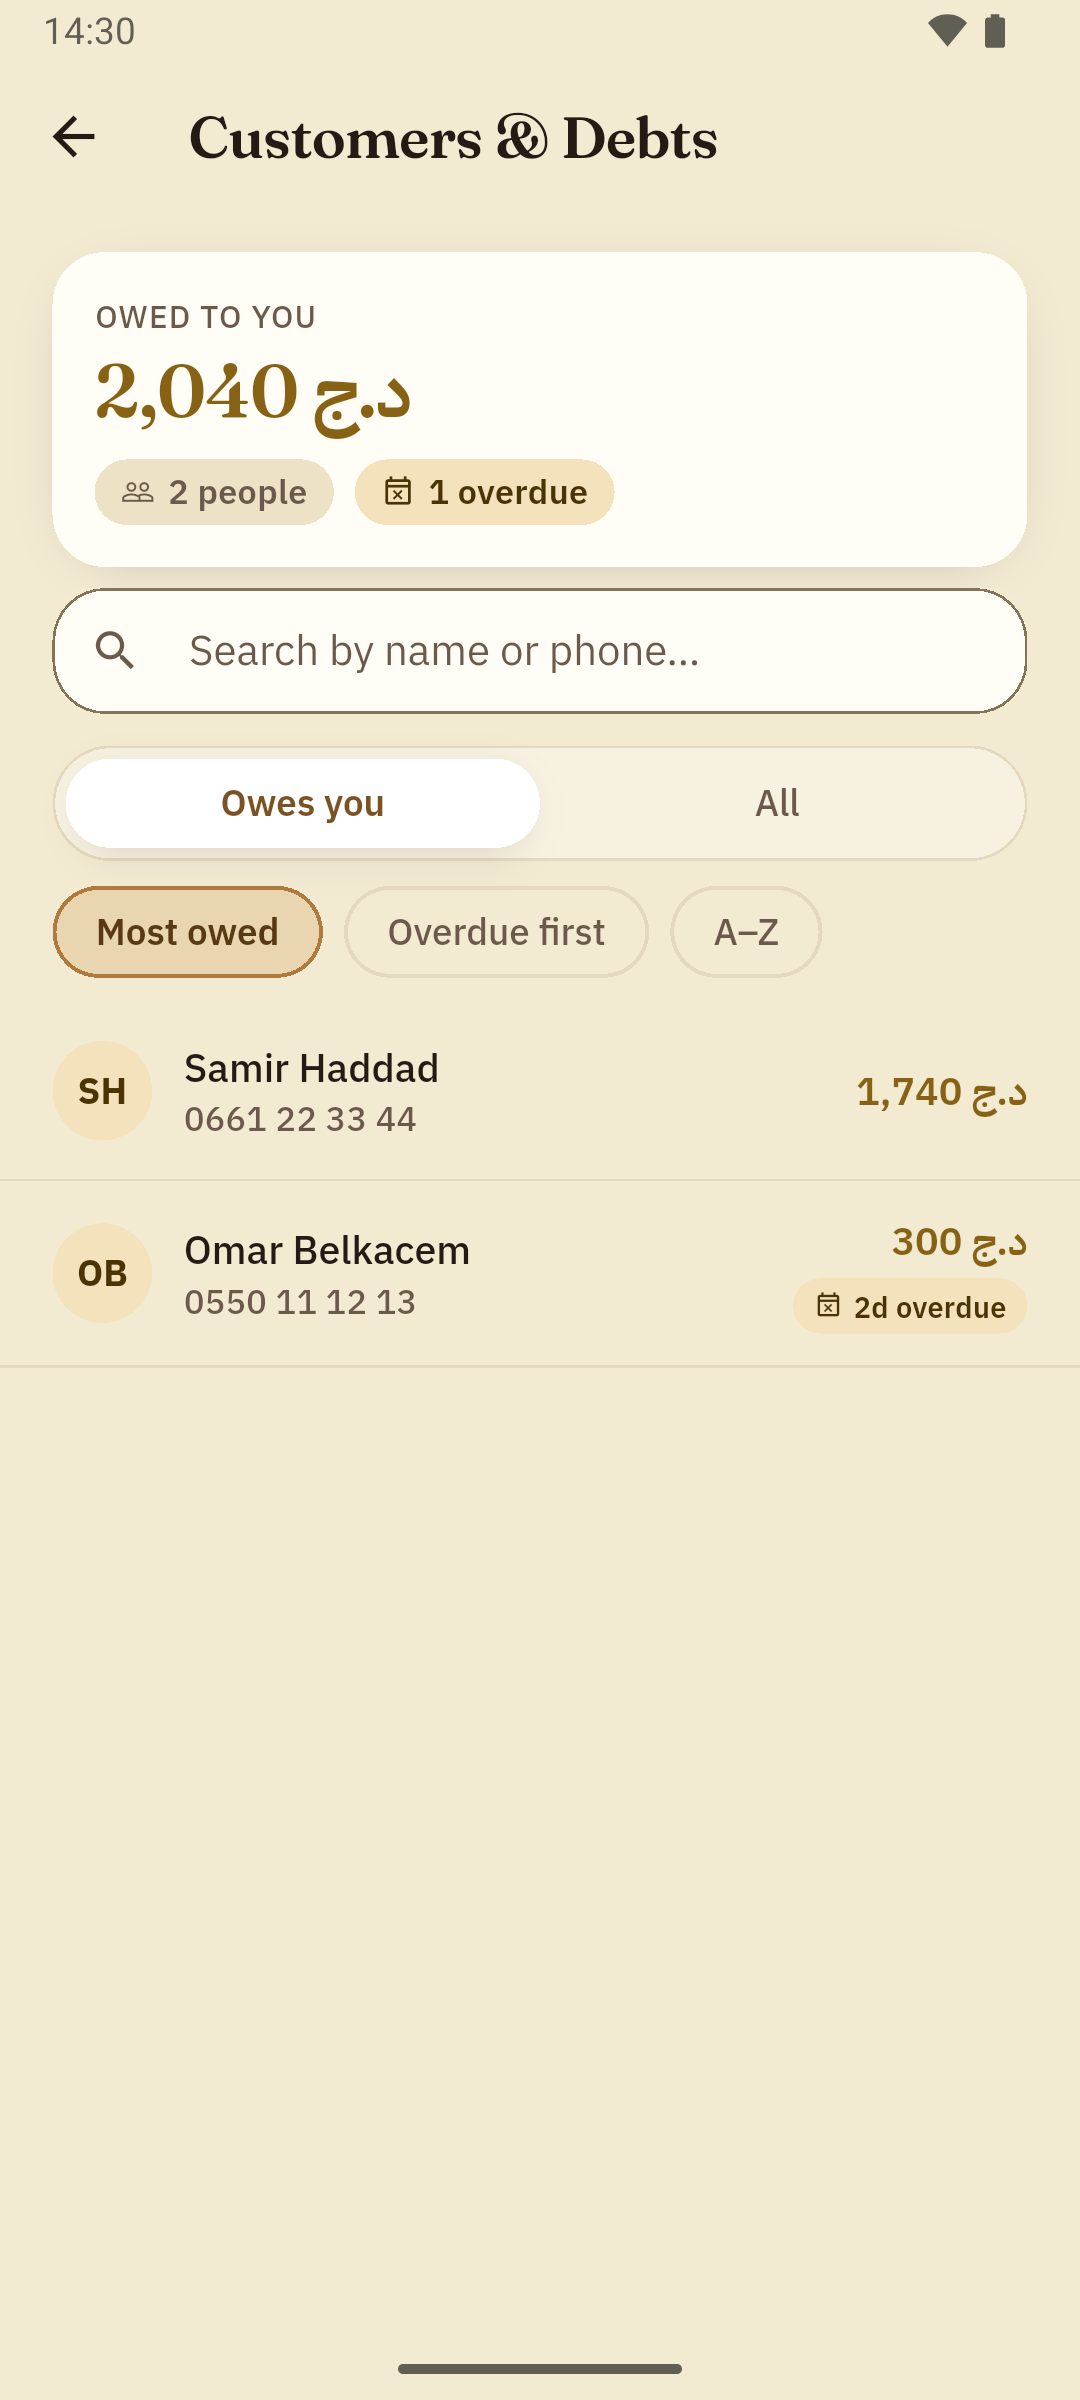 14:30
Customers & Debts
OWED TO YOU
2,040 د.ج
2 people
1 overdue
Search by name or phone...
Owes you
All
Most owed
Overdue first
A–Z
SH
Samir Haddad
0661 22 33 44
1,740 د.ج
OB
Omar Belkacem
0550 11 12 13
300 د.ج
2d overdue